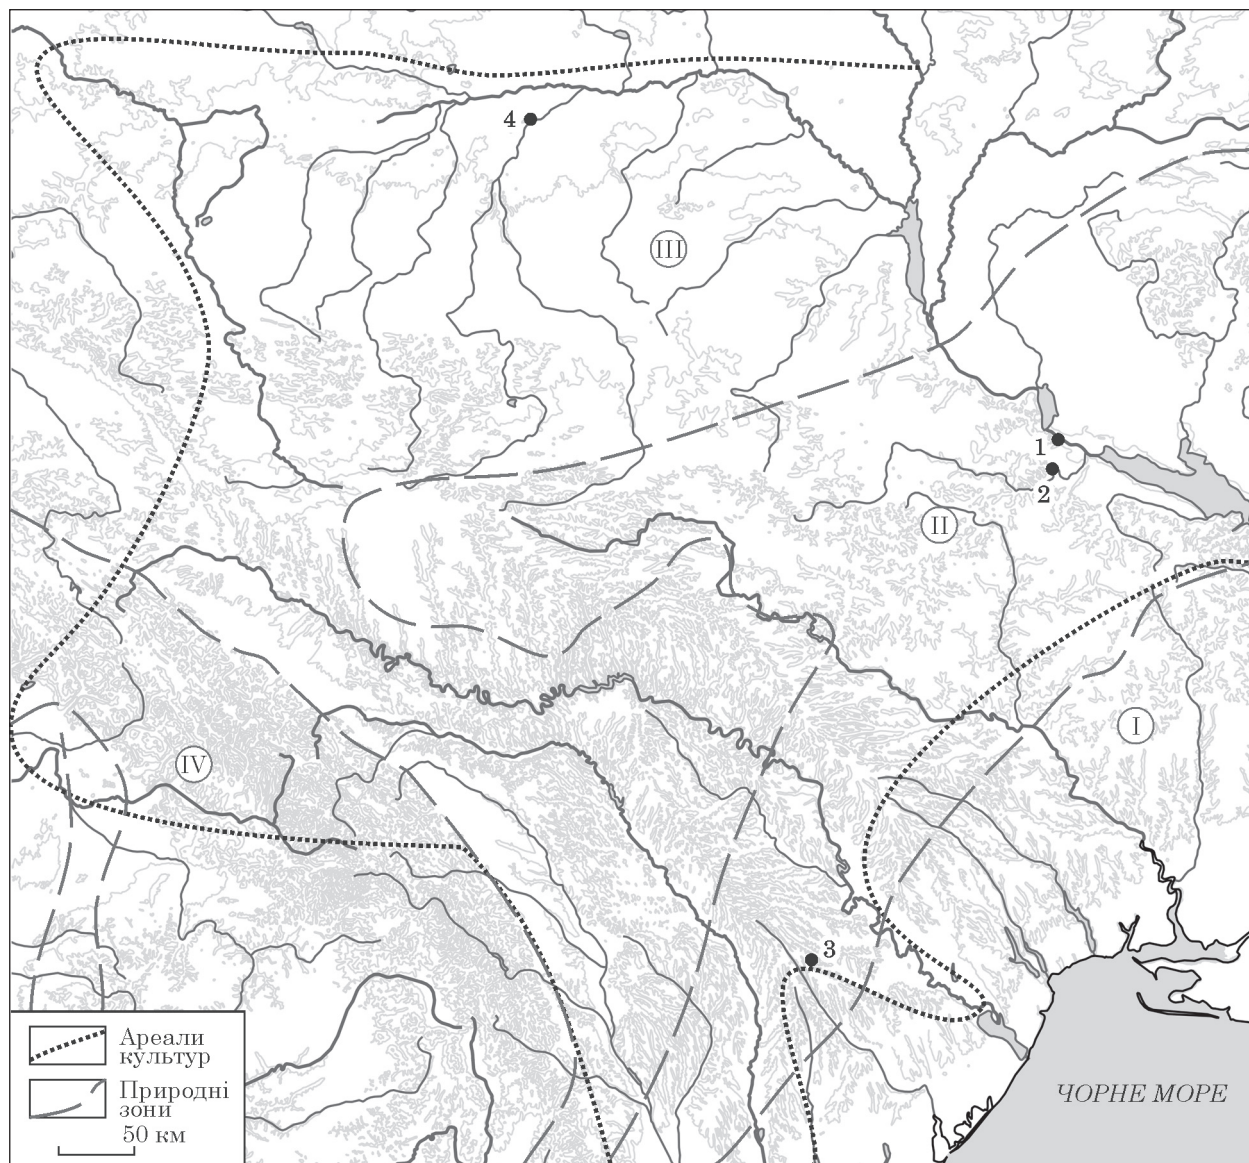 4
III
1
2
II
I
IV
3
Ареали
культур
Природні
зони
50 км
ЧОРНЕ МОРЕ